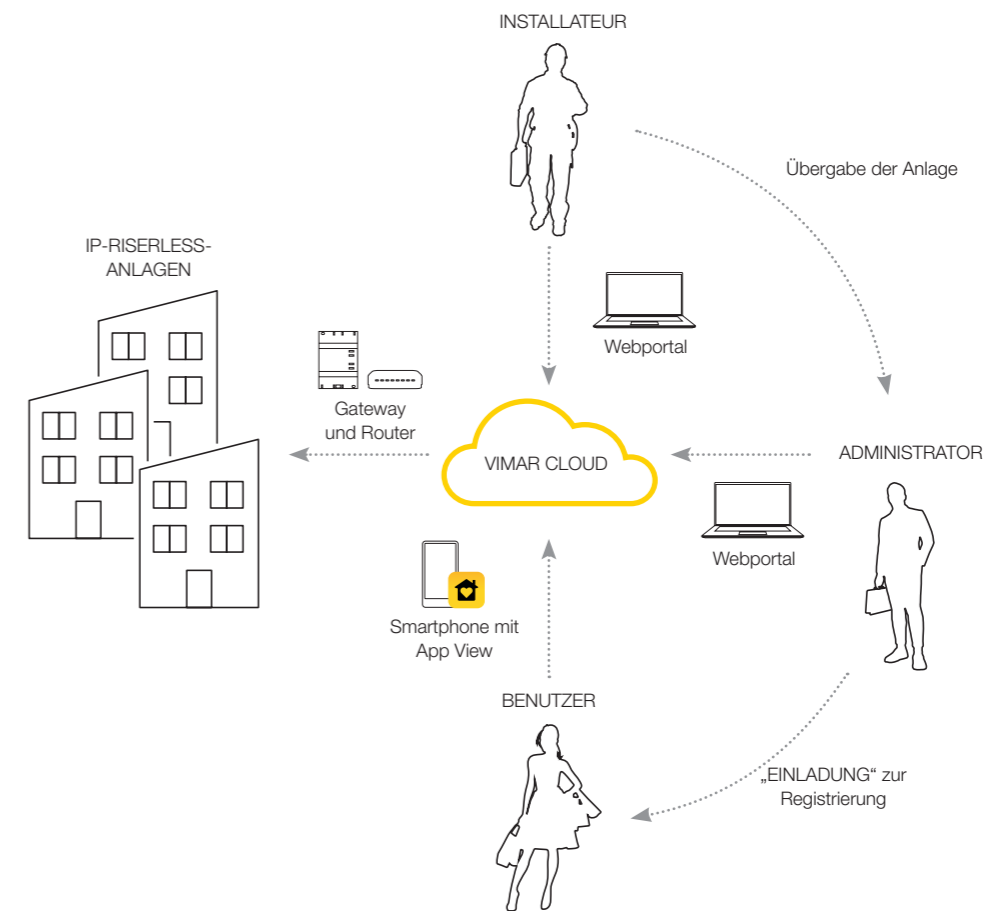 INSTALLATEUR
Übergabe der Anlage
IP-RISERLESS-
ANLAGEN
Webportal
Gateway
und Router
VIMAR CLOUD
ADMINISTRATOR
Webportal
Smartphone mit
App View
BENUTZER
„EINLADUNG“ zur
Registrierung